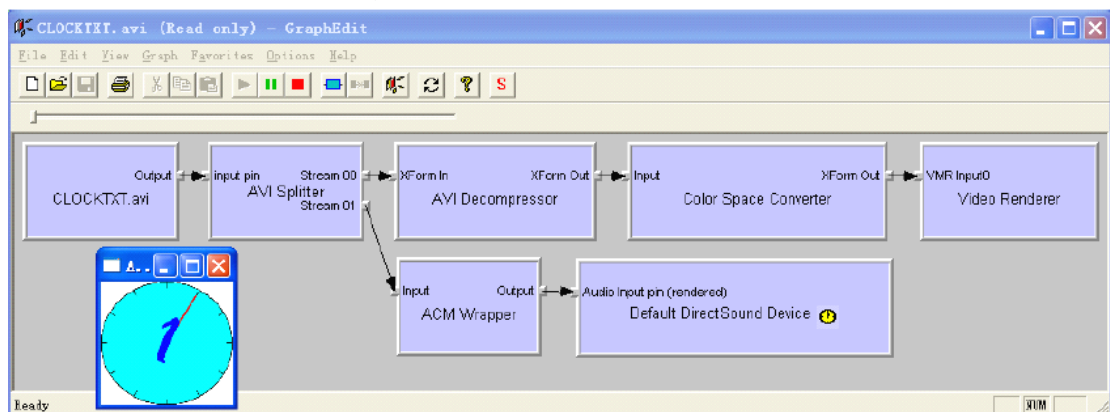 CLOCKTXT.avi (Read only) - GraphEdit
File Edit View Graph Favorites Options Help
S
Output
CLOCKTXT.avi
input pin Stream 00
AVI Splitter
Stream 01
XForm In XForm Out
AVI Decompressor
Input XForm Out
Color Space Converter
VMR Input0
Video Renderer
A..
1
Input Output
ACM Wrapper
Audio Input pin (rendered)
Default DirectSound Device
Ready NUM